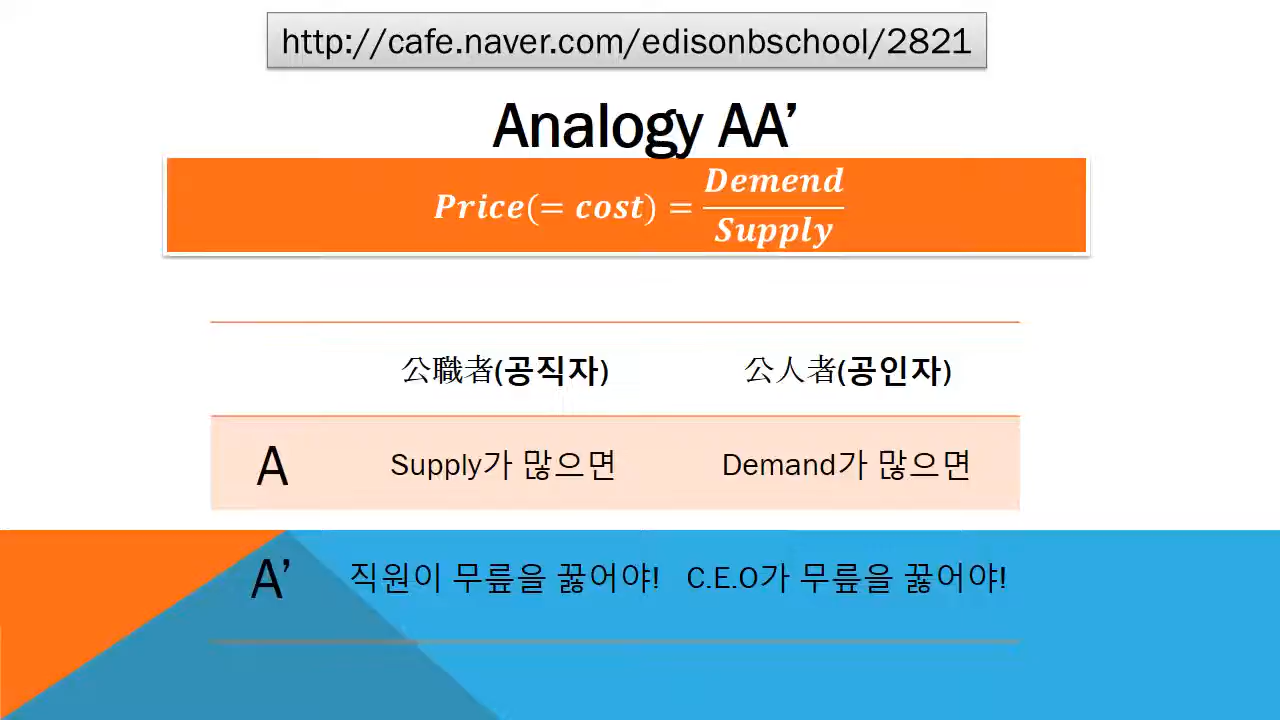 http://cafe.naver.com/edisonbschool/2821
Analogy AA’
Price(= cost) = Demend / Supply
公職者(공직자) 公人者(공인자)
A Supply가 많으면 Demand가 많으면
A’ 직원이 무릎을 꿇어야! C.E.O가 무릎을 꿇어야!